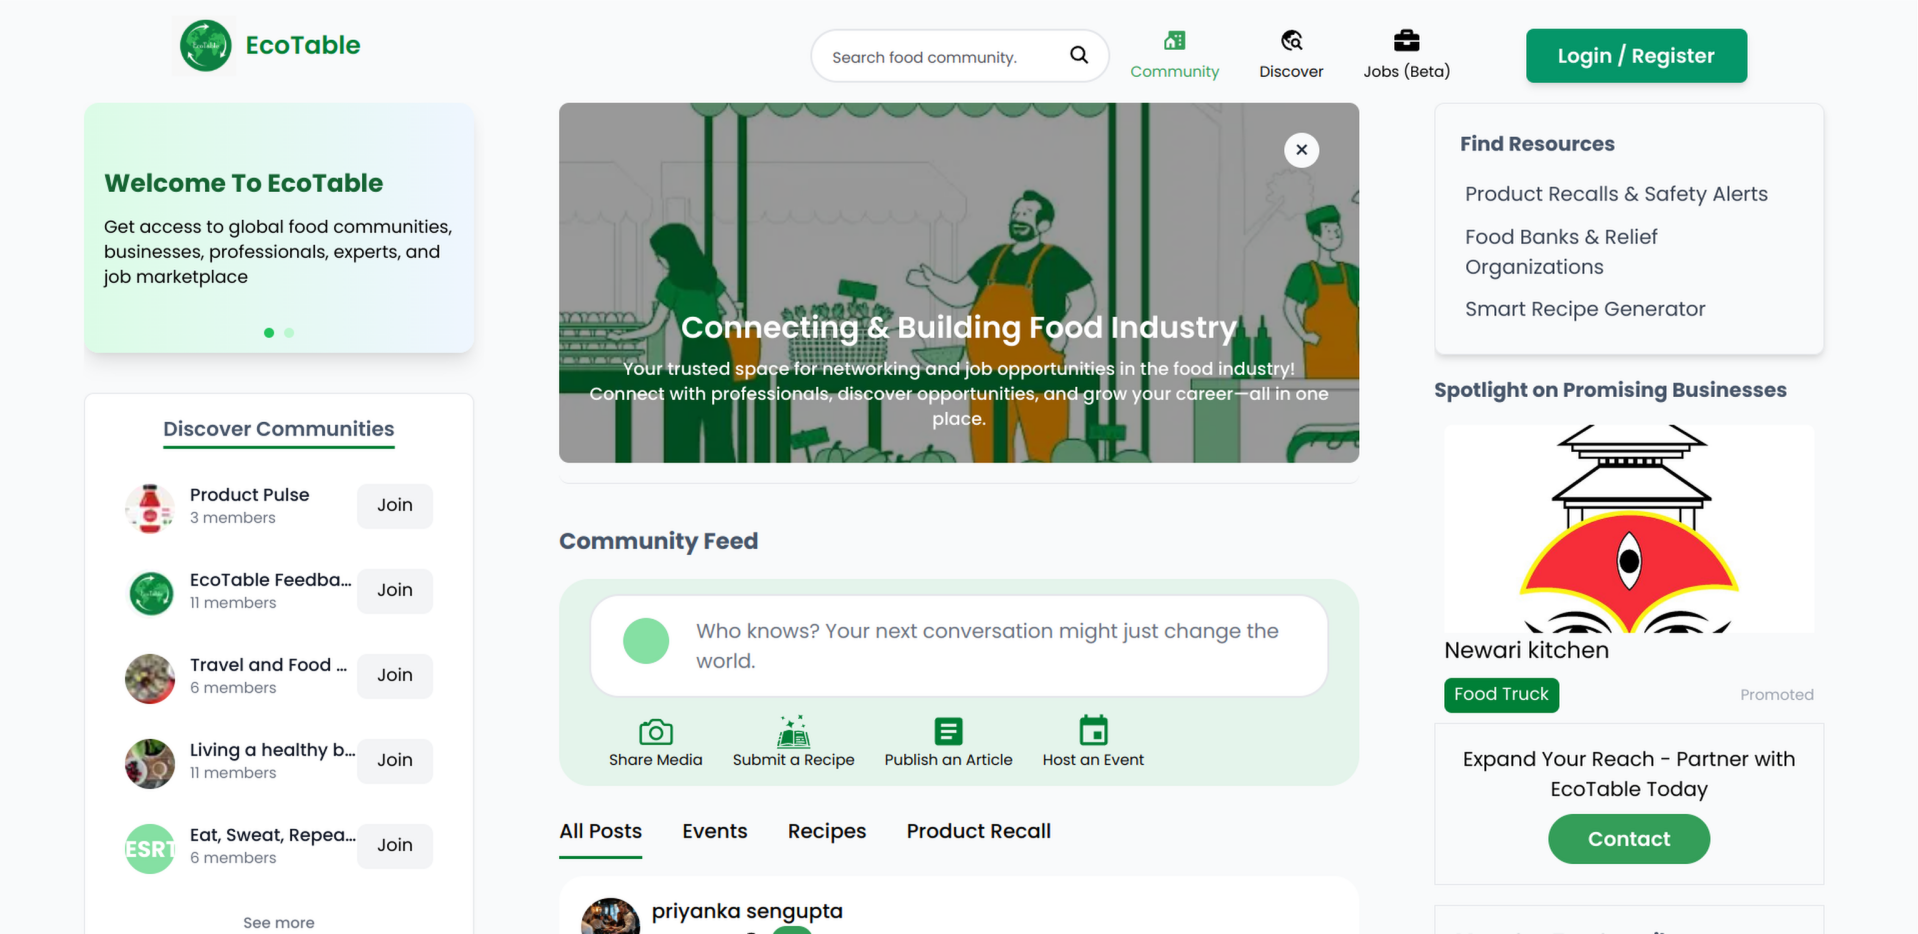 EcoTable
Search food community.
Community
Discover
Jobs (Beta)
Login / Register
Welcome To EcoTable
Get access to global food communities,
businesses, professionals, experts, and
job marketplace
Discover Communities
Product Pulse
3 members
Join
EcoTable Feedba...
11 members
Join
Travel and Food ...
6 members
Join
Living a healthy b...
11 members
Join
ESRT
Eat, Sweat, Repea...
6 members
Join
See more
Connecting & Building Food Industry
Your trusted space for networking and job opportunities in the food industry!
Connect with professionals, discover opportunities, and grow your career—all in one
place.
Community Feed
Who knows? Your next conversation might just change the
world.
Share Media
Submit a Recipe
Publish an Article
Host an Event
All Posts
Events
Recipes
Product Recall
priyanka sengupta
Find Resources
Product Recalls & Safety Alerts
Food Banks & Relief
Organizations
Smart Recipe Generator
Spotlight on Promising Businesses
Newari kitchen
Food Truck
Promoted
Expand Your Reach - Partner with
EcoTable Today
Contact